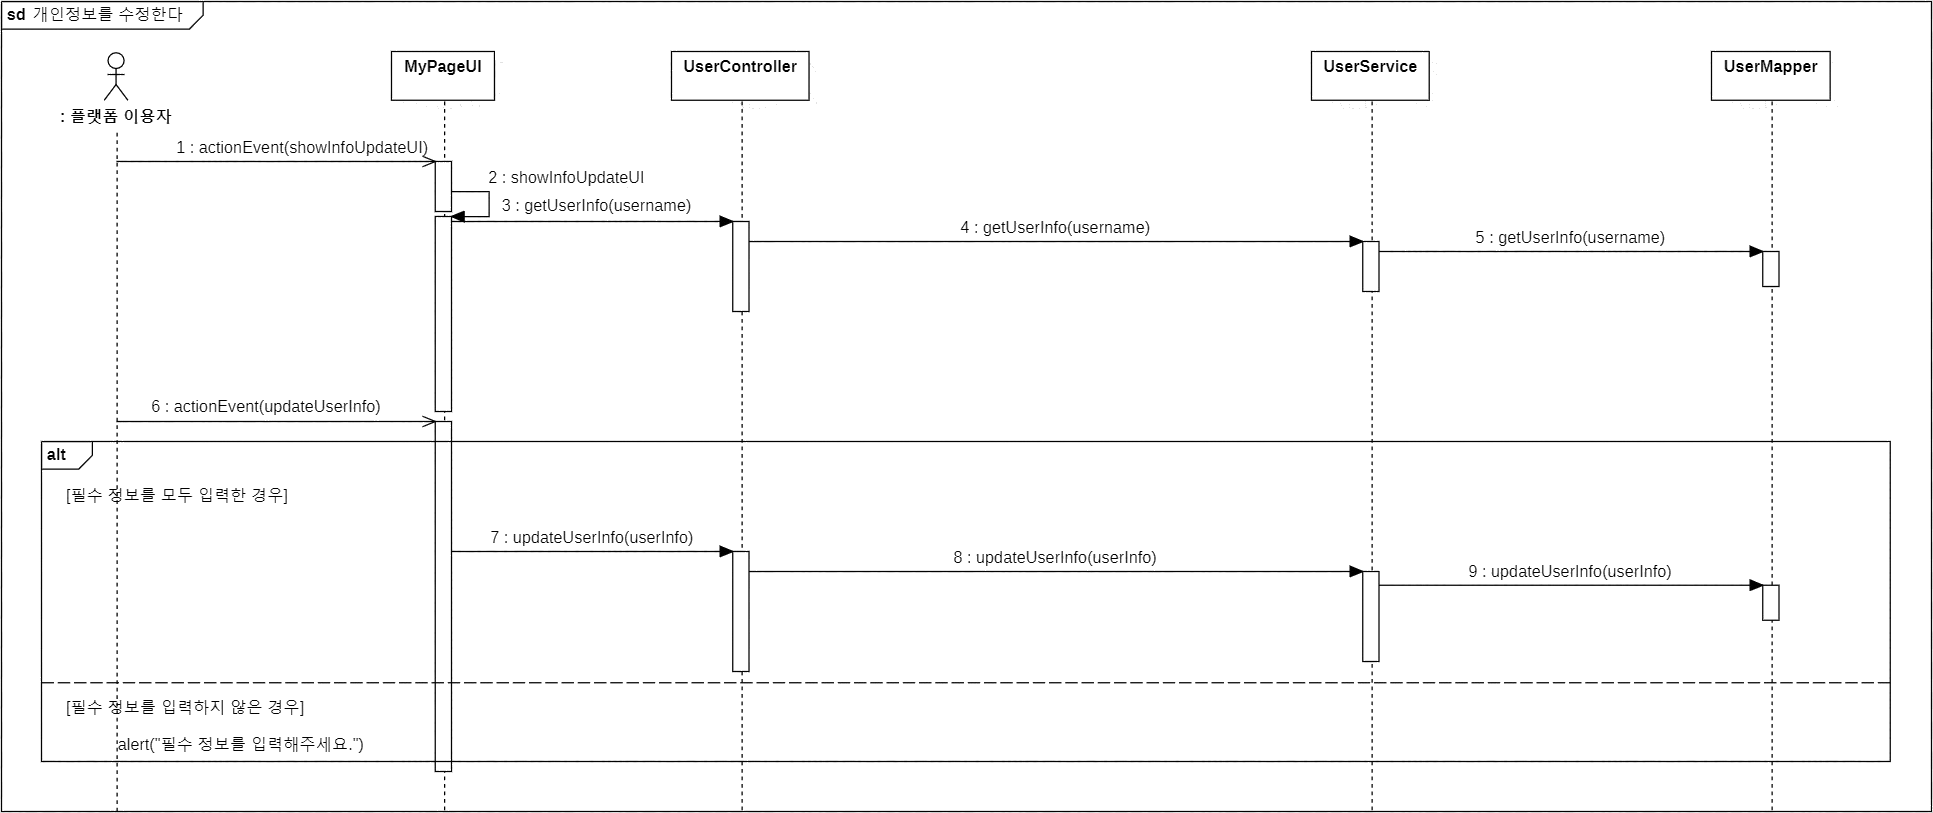 sd 개인정보를 수정한다
MyPageUI
UserController
UserService
UserMapper
: 플랫폼 이용자
1 : actionEvent(showInfoUpdateUI)
2 : showInfoUpdateUI
3 : getUserInfo(username)
4 : getUserInfo(username)
5 : getUserInfo(username)
6 : actionEvent(updateUserInfo)
alt
[필수 정보를 모두 입력한 경우]
7 : updateUserInfo(userInfo)
8 : updateUserInfo(userInfo)
9 : updateUserInfo(userInfo)
[필수 정보를 입력하지 않은 경우]
alert("필수 정보를 입력해주세요.")